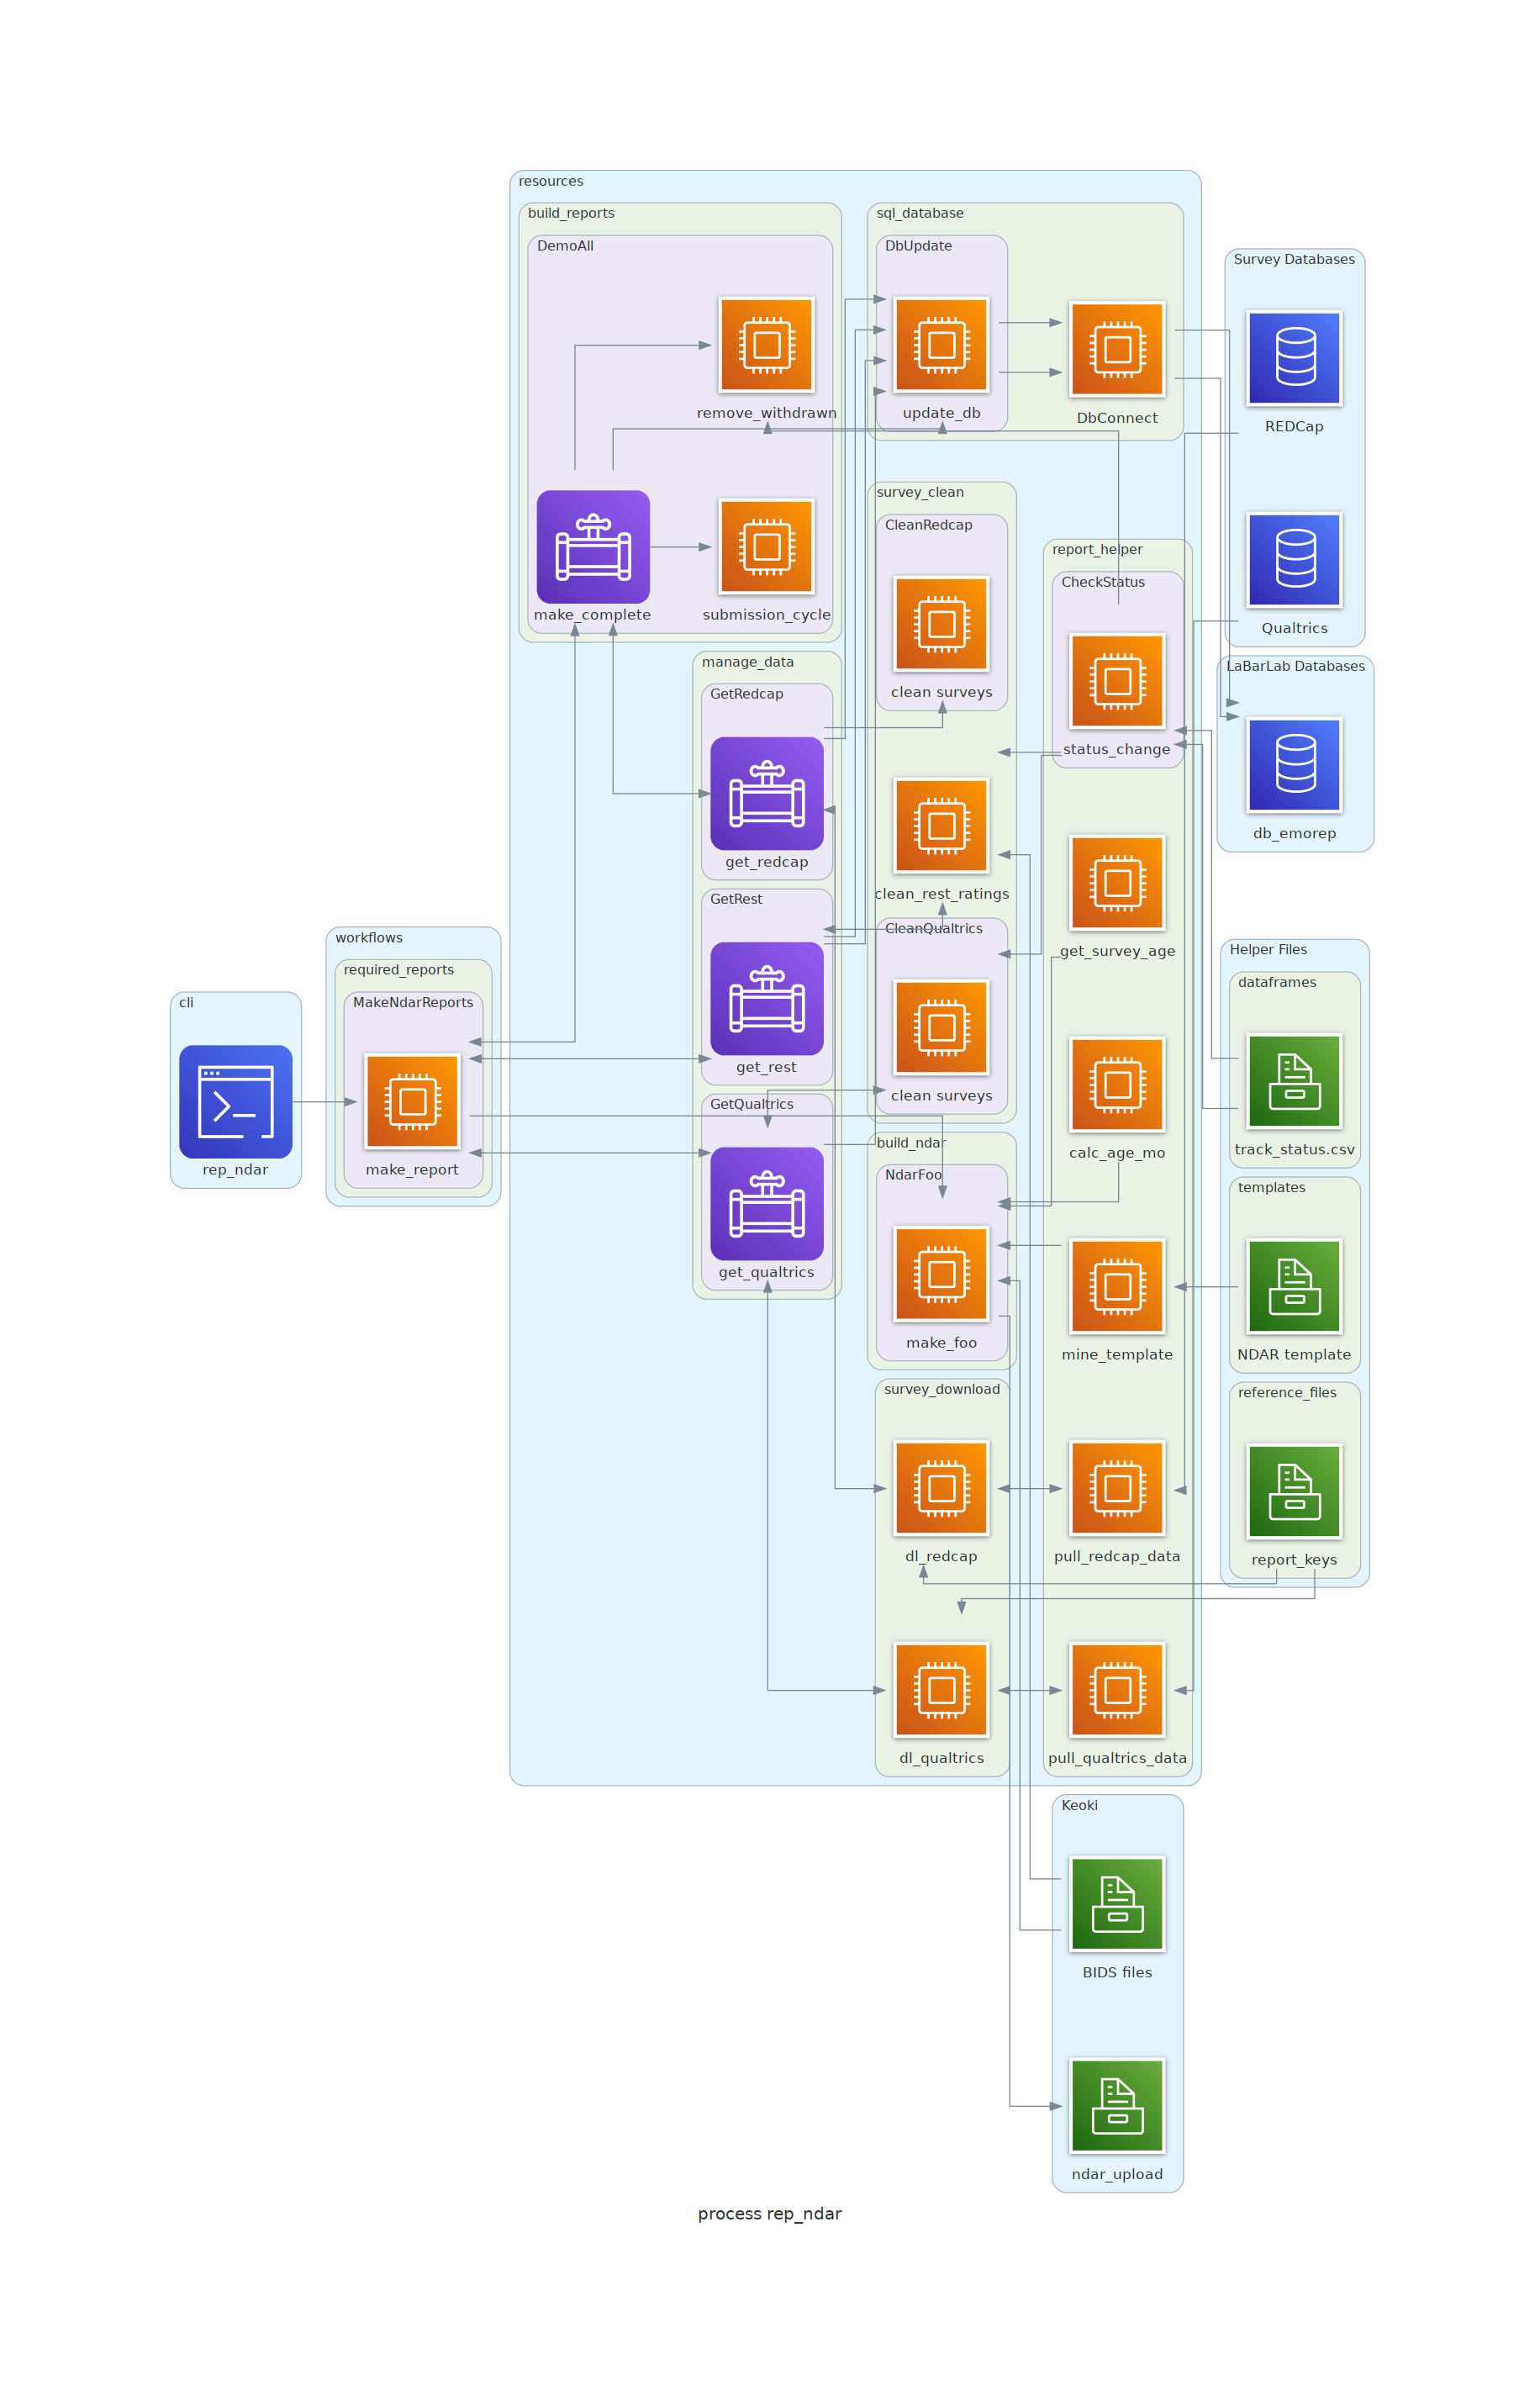 resources
build_reports
DemoAll
remove_withdrawn
make_complete
submission_cycle
sql_database
DbUpdate
update_db
DbConnect
Survey Databases
REDCap
Qualtrics
LaBarLab Databases
db_emorep
survey_clean
CleanRedcap
clean surveys
clean_rest_ratings
CleanQualtrics
clean surveys
report_helper
CheckStatus
status_change
get_survey_age
calc_age_mo
mine_template
pull_redcap_data
pull_qualtrics_data
manage_data
GetRedcap
get_redcap
GetRest
get_rest
GetQualtrics
get_qualtrics
workflows
required_reports
MakeNdarReports
make_report
cli
rep_ndar
build_ndar
NdarFoo
make_foo
survey_download
dl_redcap
dl_qualtrics
Helper Files
dataframes
track_status.csv
templates
NDAR template
reference_files
report_keys
Keoki
BIDS files
ndar_upload
process rep_ndar